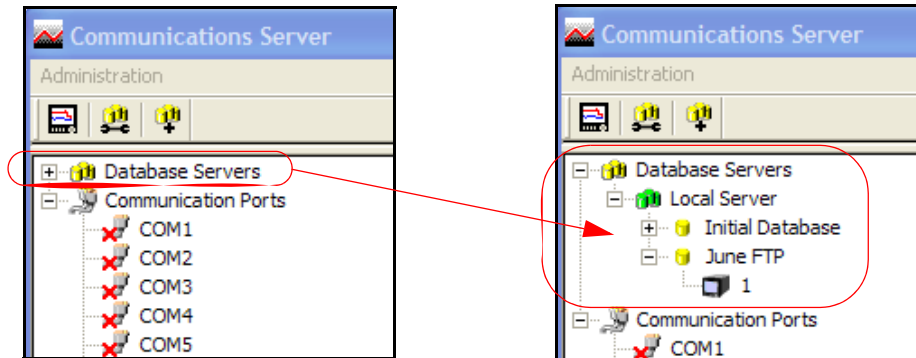 Communications Server
Administration
Database Servers
Communication Ports
COM1
COM2
COM3
COM4
COM5
Communications Server
Administration
Database Servers
Local Server
Initial Database
June FTP
1
Communication Ports
COM1